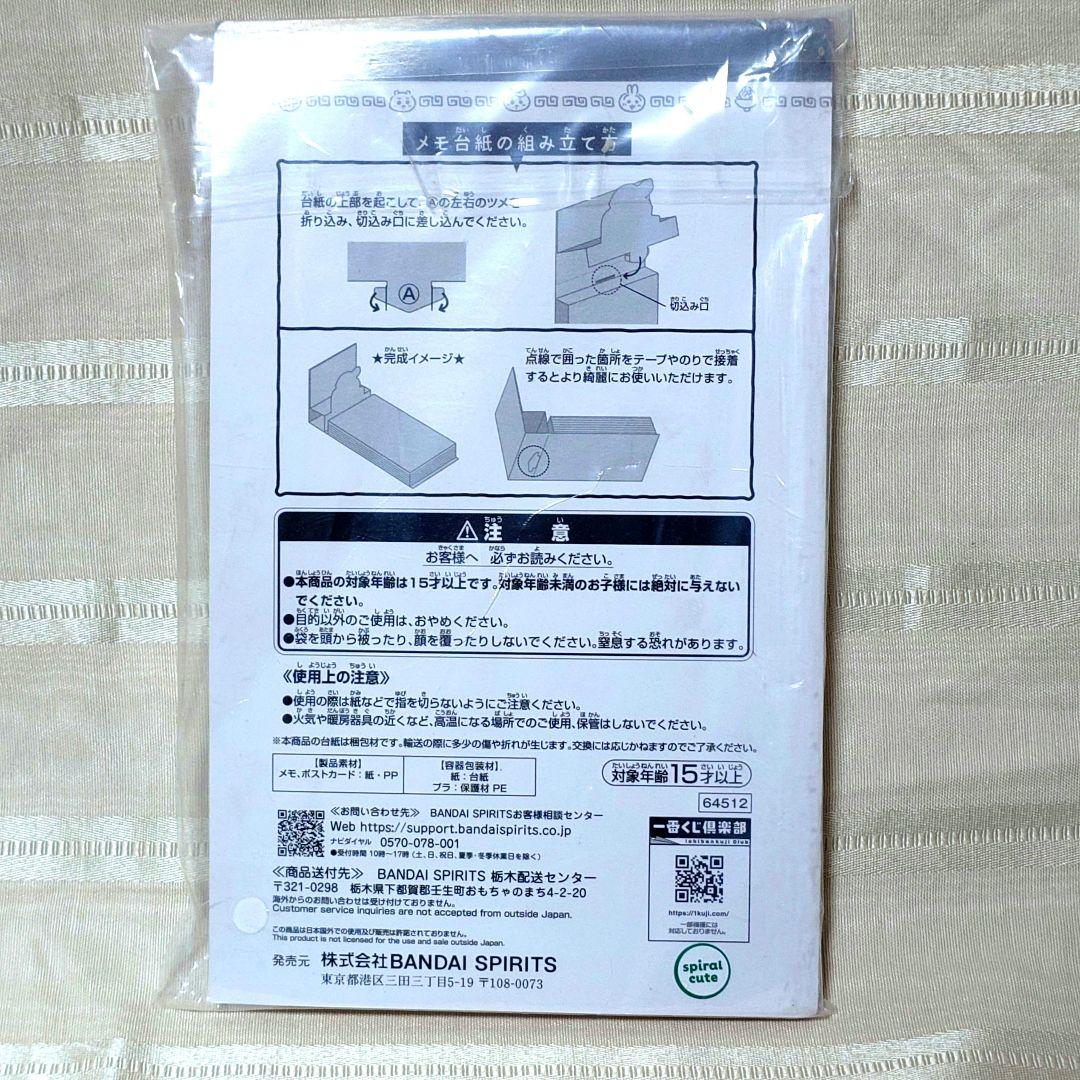 メモ台紙の組み立て方
台紙の上部を起こして、Ⓐの左右のツメを
折り込み、切込み口に差し込んでください。
A
切込み口
★完成イメージ★
点線で囲った箇所をテープやのりで接着
するとより綺麗にお使いいただけます。
⚠注 意
お客様へ 必ずお読みください。
●本商品の対象年齢は15才以上です。対象年齢未満のお子様には絶対に与えない
でください。
●目的以外のご使用は、おやめください。
●袋を頭から被ったり、顔を覆ったりしないでください。窒息する恐れがあります。
《使用上の注意》
●使用の際は紙などで指を切らないようにご注意ください。
●火気や暖房器具の近くなど、高温になる場所でのご使用、保管はしないでください。
※本商品の台紙は梱包材です。輸送の際に多少の傷や折れが生じます。交換には応じかねますのでご了承ください。
【製品素材】
メモ、ポストカード：紙・PP
【容器包装材】
紙：台紙
プラ：保護材 PE
対象年齢15才以上
64512
《お問い合わせ先》 BANDAI SPIRITSお客様相談センター
Web https://support.bandaispirits.co.jp
ナビダイヤル 0570-078-001
●受付時間 10時～17時（土、日、祝日、夏季・冬季休業日を除く）
《商品送付先》 BANDAI SPIRITS 栃木配送センター
〒321-0298 栃木県下都賀郡壬生町おもちゃのまち4-2-20
海外からのお問い合わせは受け付けておりません。
Customer service inquiries are not accepted from outside Japan.
この商品は日本国外での使用及び販売は許諾されておりません。
This product is not licensed for the use and sale outside Japan.
発売元 株式会社BANDAI SPIRITS
東京都港区三田三丁目5-19 〒108-0073
一番くじ倶楽部
Ichibankuji Club
https://1kuji.com/
一部機種には
対応しておりません。
spiral
cute